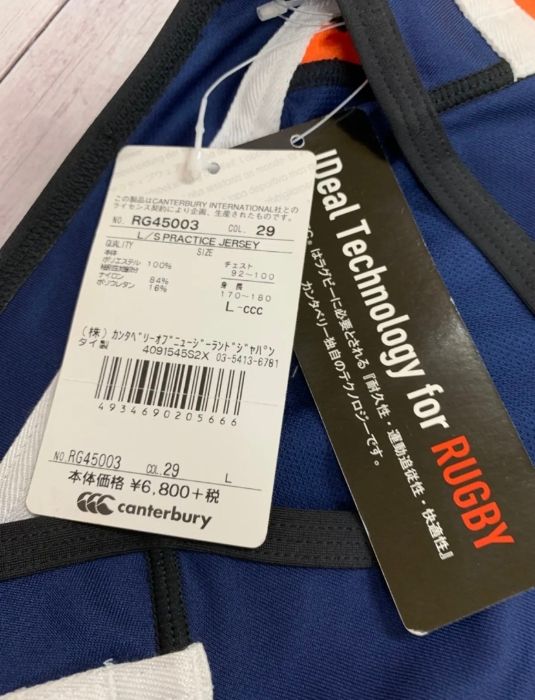 この製品はCANTERBURY INTERNATIONAL社との
ライセンス契約により企画、生産されたものです。
NO. RG45003 COL. 29
L/S PRACTICE JERSEY
QUALITY SIZE
本体
ポリエステル 100%
ナイロン 84%
ポリウレタン 16%
チェスト
92-100
身長
170-180
L-ccc
(株) カンタベリーオブニュージーランドジャパン
タイ製 4091545S2X 03-5413-6781
4934690205666
NO. RG45003 COL. 29 L
本体価格 ¥6,800+税
canterbury
IDeal Technology for RUGBY
はラグビーに必要とされる『耐久性・運動追従性・快適性』
カンタベリー独自のテクノロジーです。